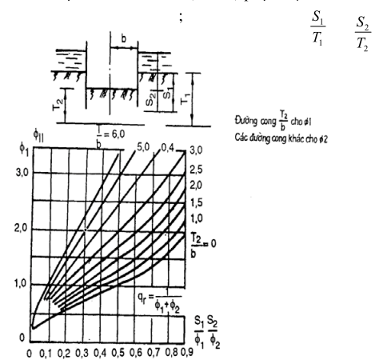 ;
S₁/T₁ S₂/T₂
b
T₂
S₂
S₁
T₁
Đường cong T₂/b cho φ1
Các đường cong khác cho φ2
T/b = 6,0
5,0
0,4
3,0
2,5
2,0
1,5
1,0
T₂/b = 0
φ1
φII
3,0
2,0
1,0
0
qᵣ = 1/(φ₁+φ₂)
S₁/φ₁ S₂/φ₂
0 0,1 0,2 0,3 0,4 0,5 0,6 0,7 0,8 0,9